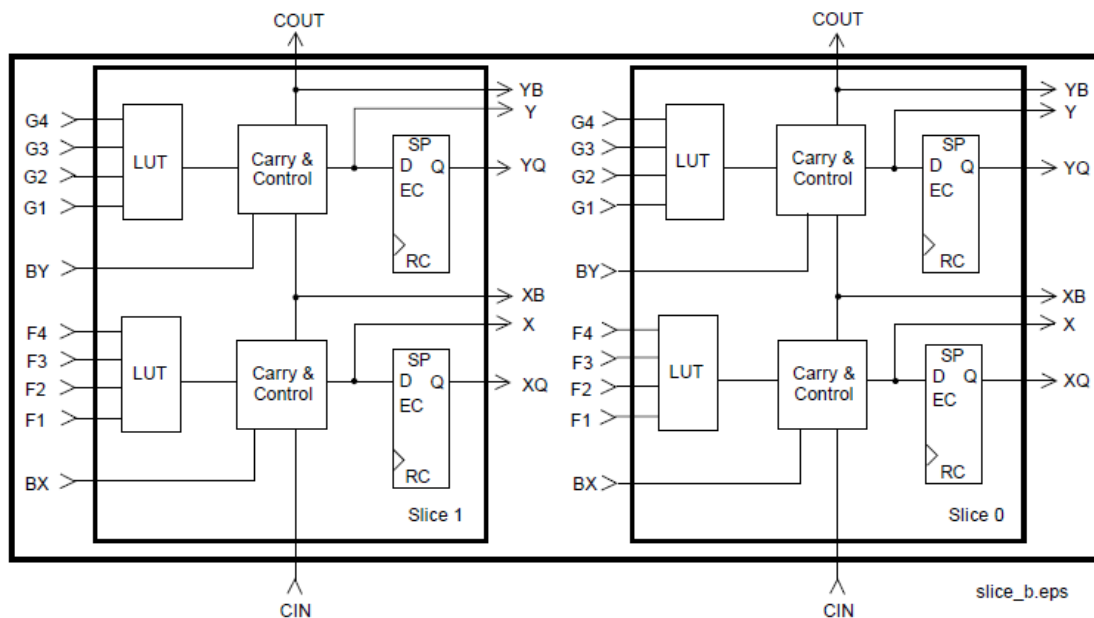 COUT
COUT
YB
Y
G4
G3
G2
G1
LUT
Carry &
Control
SP
D Q
EC
RC
YQ
BY
XB
X
F4
F3
F2
F1
LUT
Carry &
Control
SP
D Q
EC
RC
XQ
BX
Slice 1
CIN
YB
Y
G4
G3
G2
G1
LUT
Carry &
Control
SP
D Q
EC
RC
YQ
BY
XB
X
F4
F3
F2
F1
LUT
Carry &
Control
SP
D Q
EC
RC
XQ
BX
Slice 0
CIN
slice_b.eps